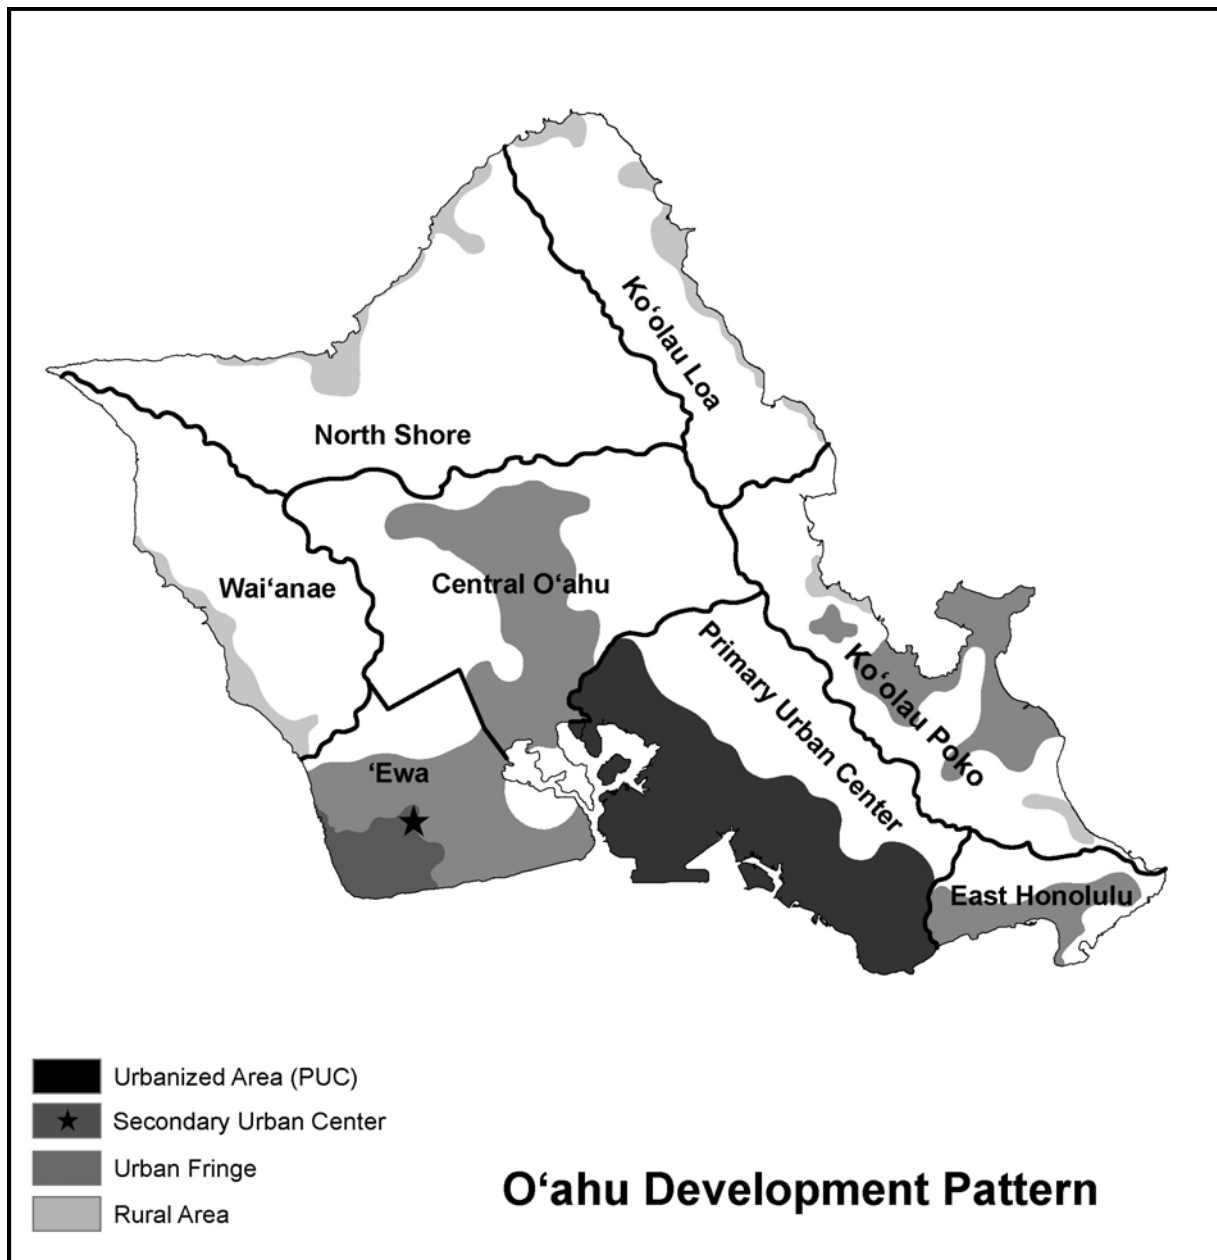 Ko‘olau Loa
North Shore
Wai‘anae
Central O‘ahu
Primary Urban Center
Ko‘olau Poko
‘Ewa
East Honolulu
Urbanized Area (PUC)
Secondary Urban Center
Urban Fringe
Rural Area
O‘ahu Development Pattern